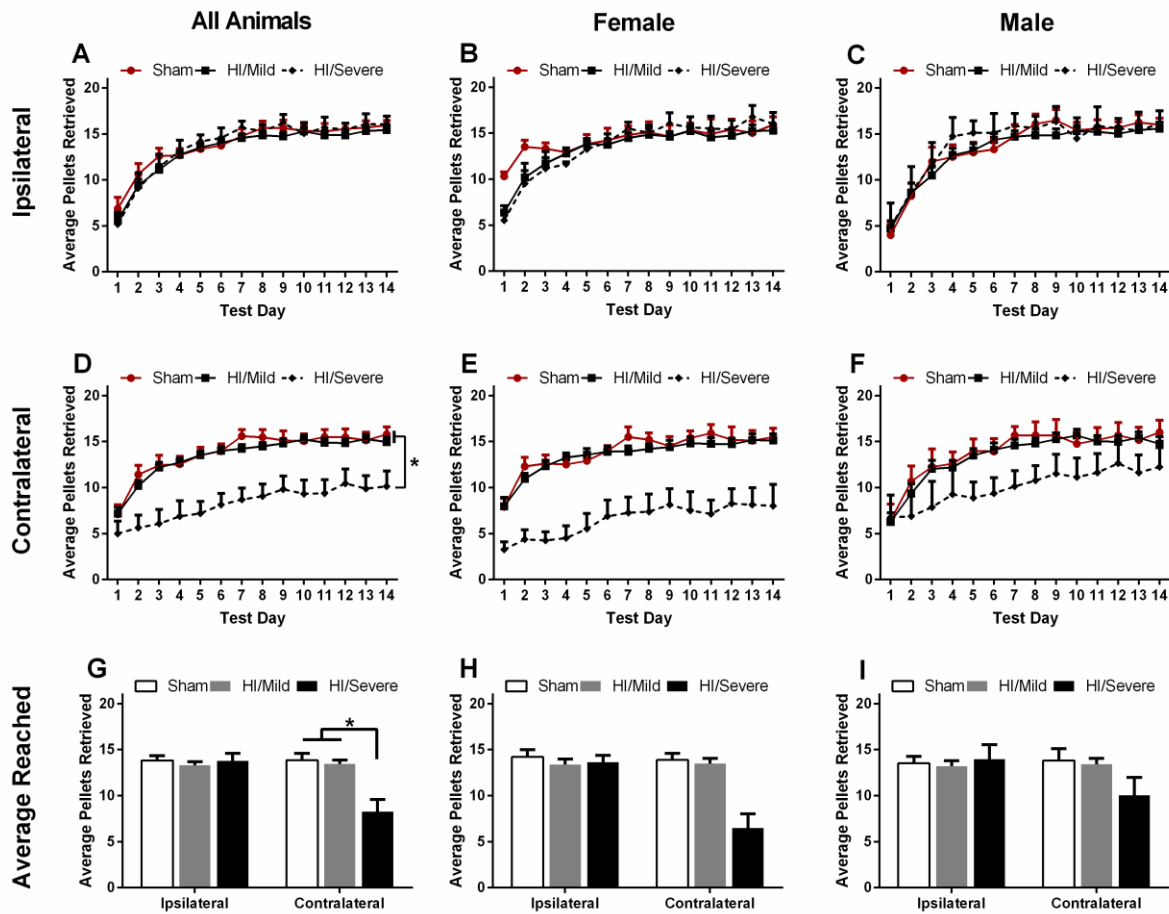 All Animals Female Male
A B C
Sham HI/Mild HI/Severe Sham HI/Mild HI/Severe Sham HI/Mild HI/Severe
Ipsilateral
Average Pellets Retrieved Average Pellets Retrieved Average Pellets Retrieved
20 20 20
15 15 15
10 10 10
5 5 5
0 0 0
1 2 3 4 5 6 7 8 9 10 11 12 13 14 1 2 3 4 5 6 7 8 9 10 11 12 13 14 1 2 3 4 5 6 7 8 9 10 11 12 13 14
Test Day Test Day Test Day
D E F
Sham HI/Mild HI/Severe Sham HI/Mild HI/Severe Sham HI/Mild HI/Severe
Contralateral
Average Pellets Retrieved Average Pellets Retrieved Average Pellets Retrieved
20 20 20
15 15 15
*
10 10 10
5 5 5
0 0 0
1 2 3 4 5 6 7 8 9 10 11 12 13 14 1 2 3 4 5 6 7 8 9 10 11 12 13 14 1 2 3 4 5 6 7 8 9 10 11 12 13 14
Test Day Test Day Test Day
G H I
Sham HI/Mild HI/Severe Sham HI/Mild HI/Severe Sham HI/Mild HI/Severe
Average Reached
Average Pellets Retrieved Average Pellets Retrieved Average Pellets Retrieved
20 20 20
*
15 15 15
10 10 10
5 5 5
0 0 0
Ipsilateral Contralateral Ipsilateral Contralateral Ipsilateral Contralateral